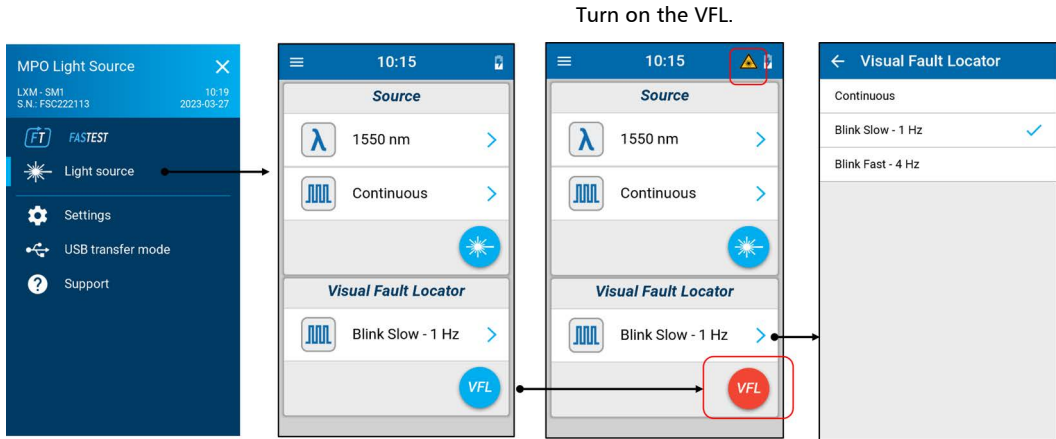 Turn on the VFL.
MPO Light Source
LXM - SM1 10:19
S.N.: FSC222113 2023-03-27
FT FASTEST
Light source
Settings
USB transfer mode
Support
10:15
Source
λ 1550 nm
Continuous
Visual Fault Locator
Blink Slow - 1 Hz
VFL
10:15
Source
λ 1550 nm
Continuous
Visual Fault Locator
Blink Slow - 1 Hz
VFL
Visual Fault Locator
Continuous
Blink Slow - 1 Hz
Blink Fast - 4 Hz